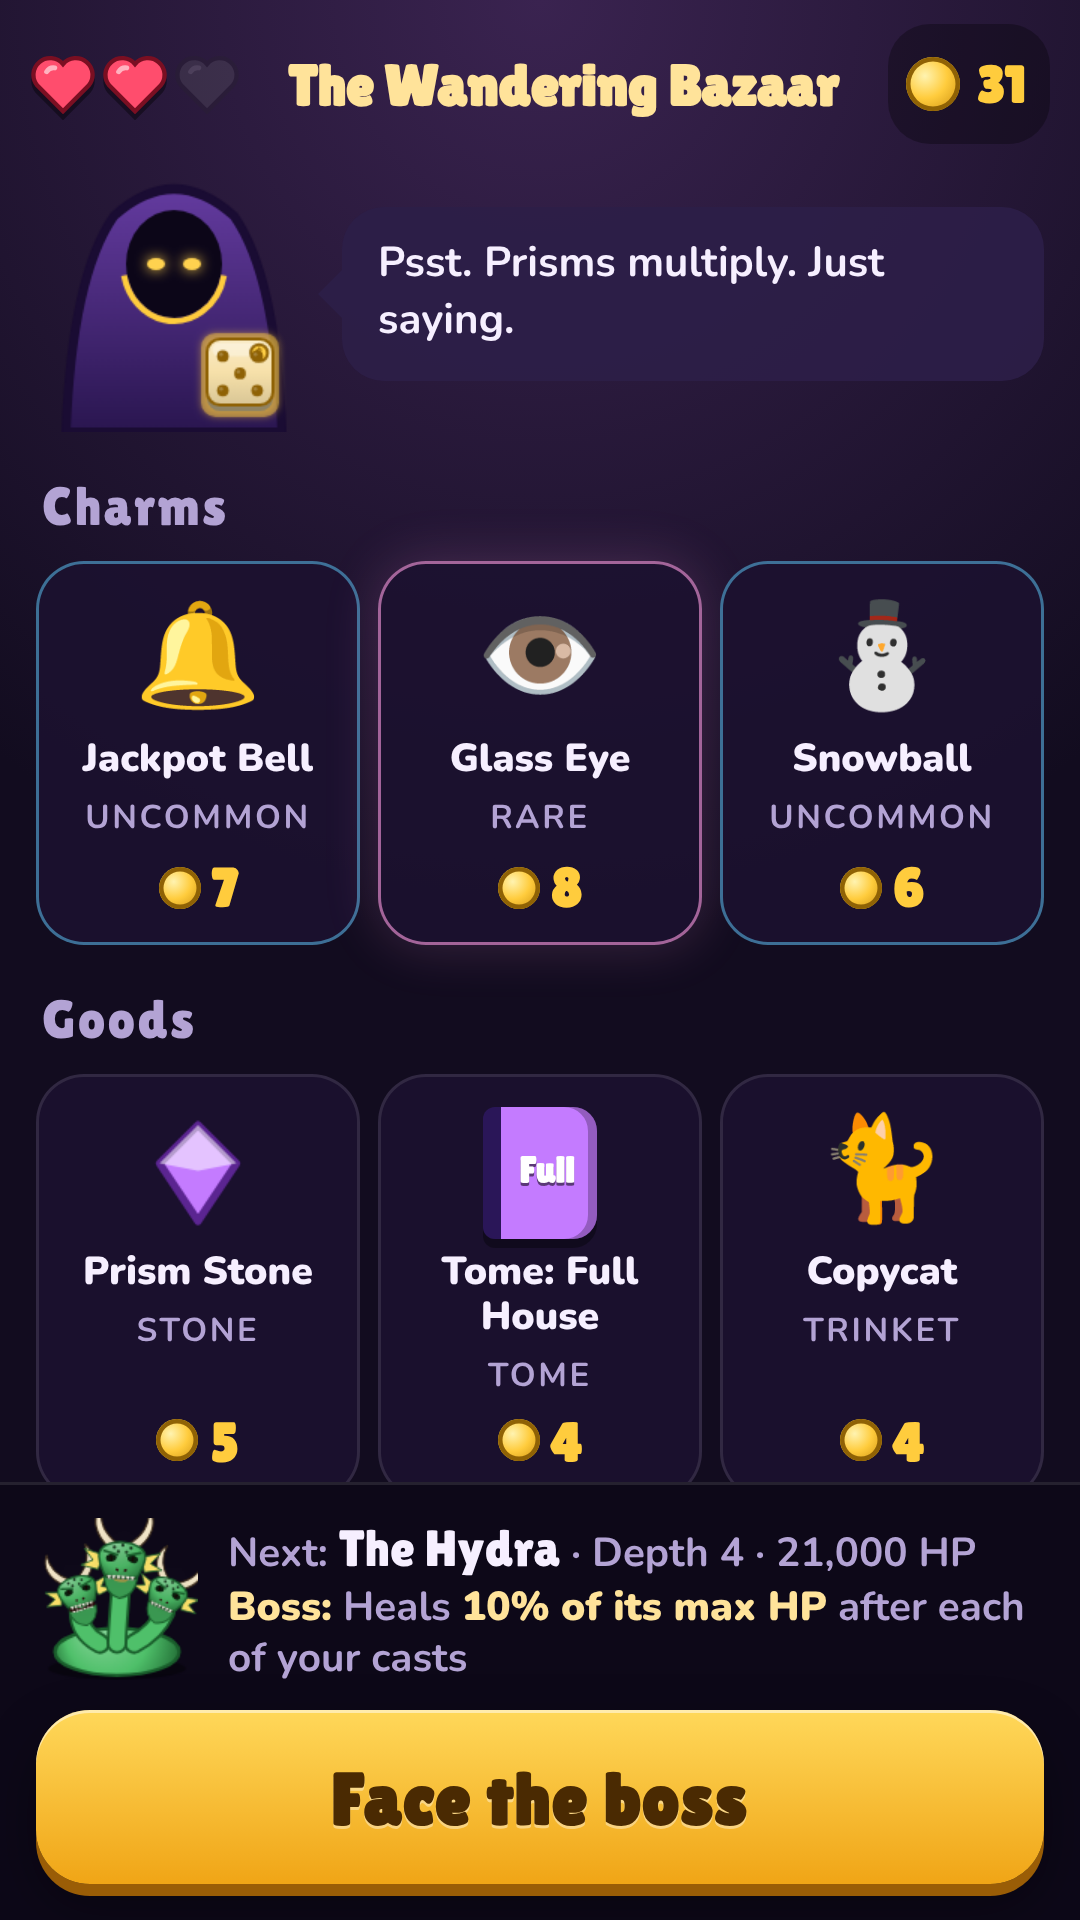 The Wandering Bazaar
31
Psst. Prisms multiply. Just
saying.
Charms
Jackpot Bell
UNCOMMON
7
Glass Eye
RARE
8
Snowball
UNCOMMON
6
Goods
Prism Stone
STONE
5
Full
Tome: Full
House
TOME
4
Copycat
TRINKET
4
Next: The Hydra · Depth 4 · 21,000 HP
Boss: Heals 10% of its max HP after each
of your casts
Face the boss